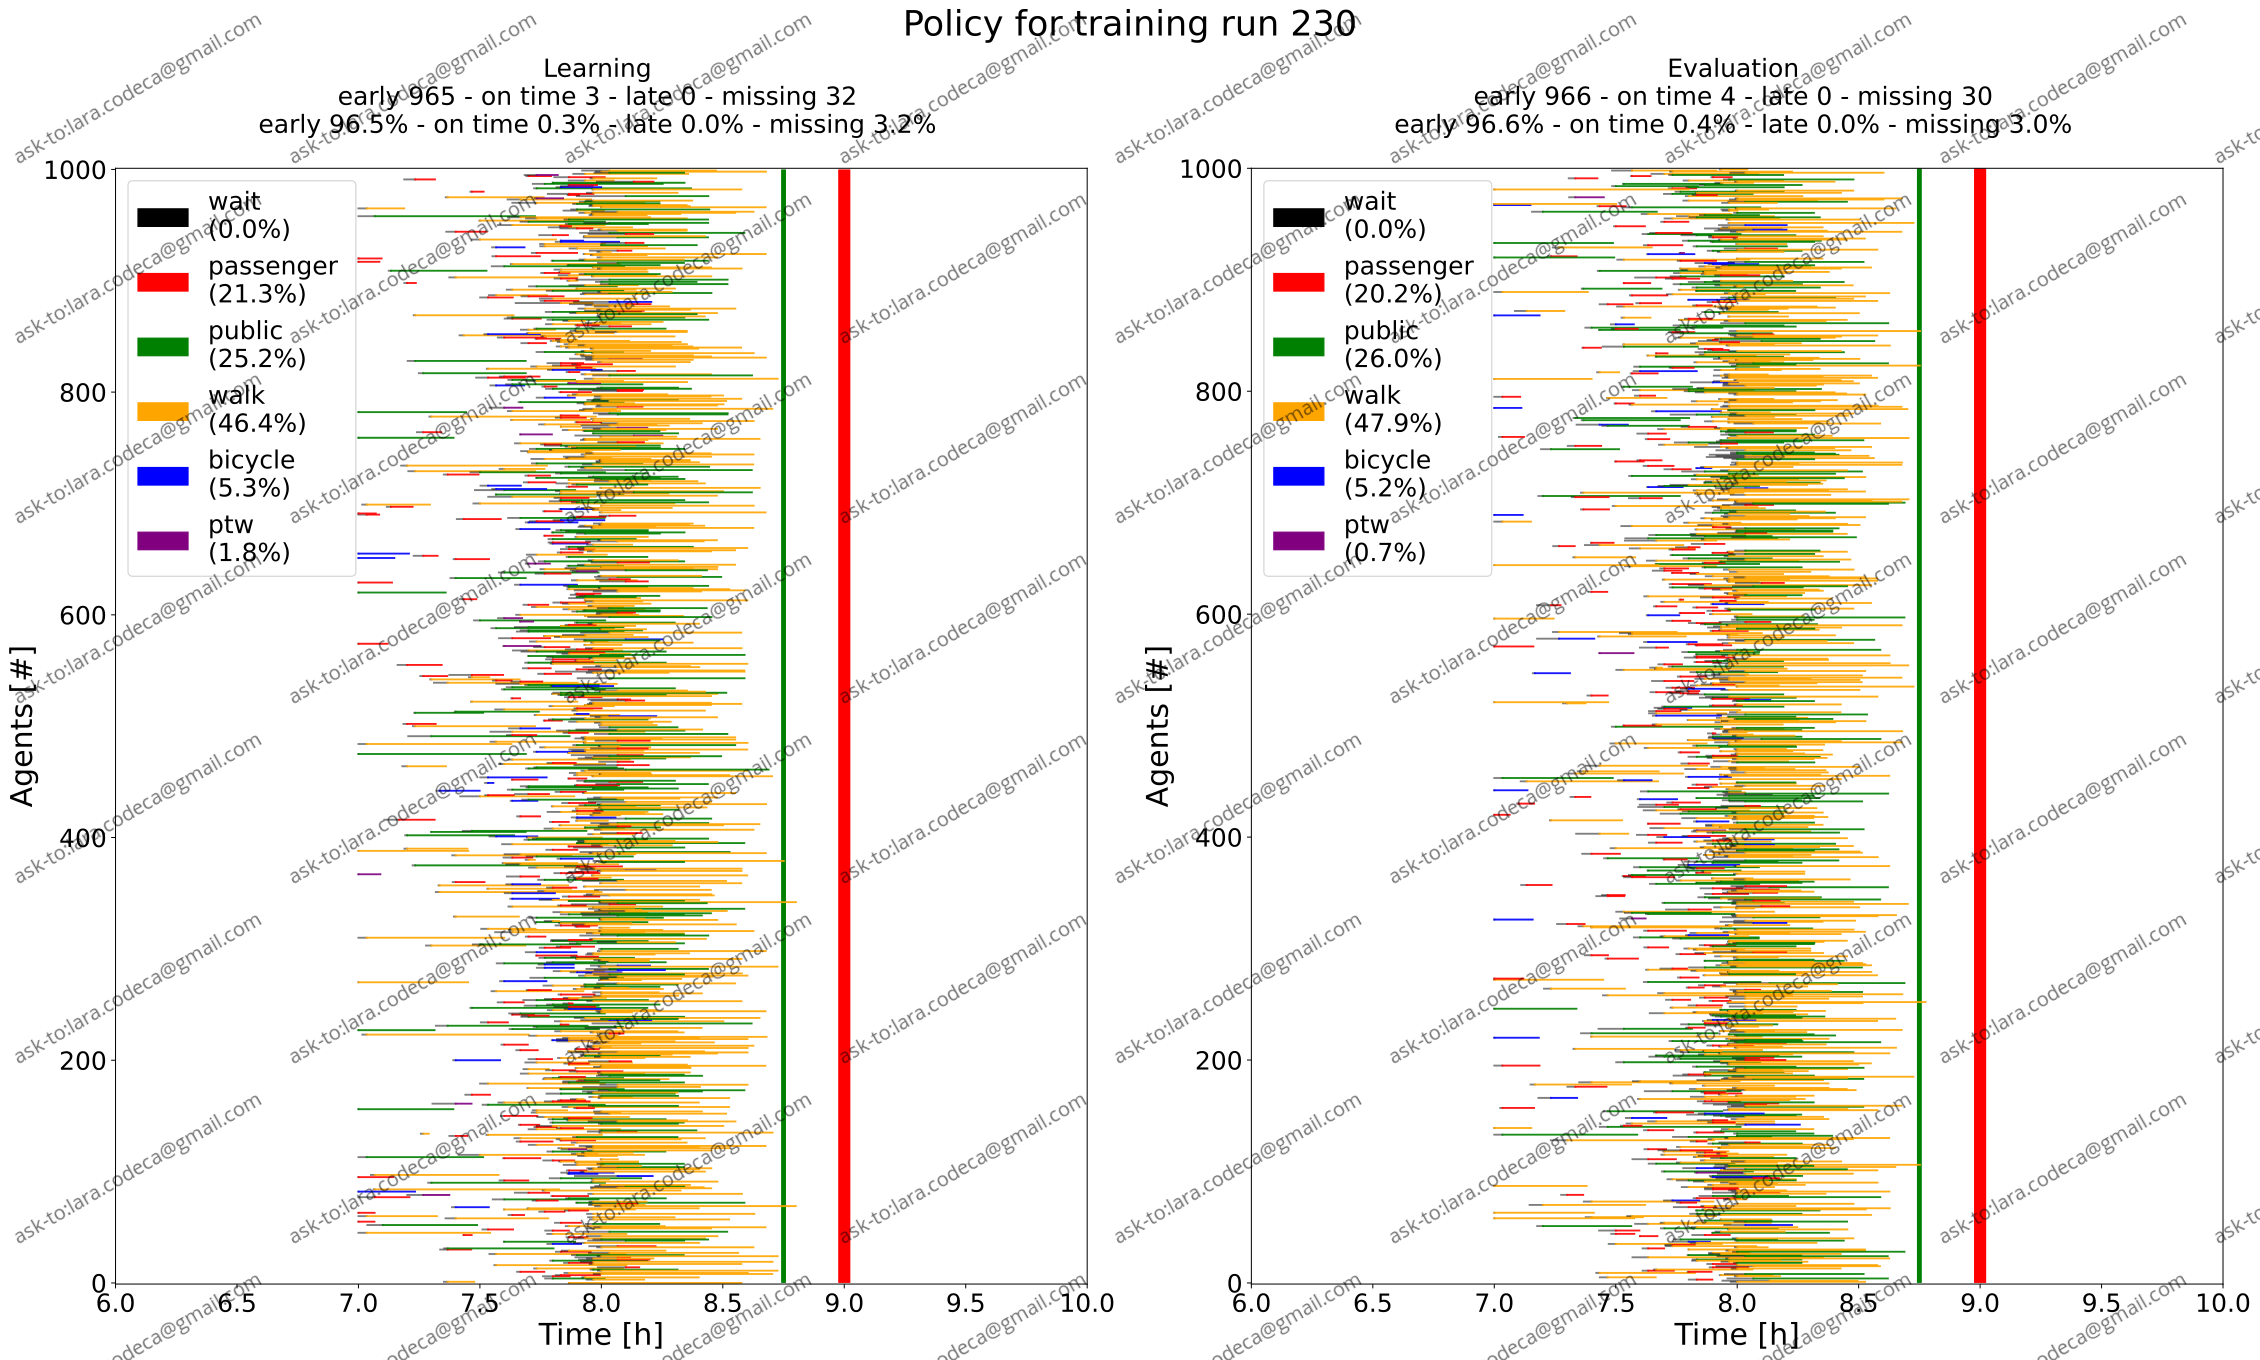 Policy for training run 230
Learning
early 965 - on time 3 - late 0 - missing 32
early 96.5% - on time 0.3% - late 0.0% - missing 3.2%
1000
800
600
400
200
0
wait
(0.0%)
passenger
(21.3%)
public
(25.2%)
walk
(46.4%)
bicycle
(5.3%)
ptw
(1.8%)
Agents [#]
6.0 6.5 7.0 7.5 8.0 8.5 9.0 9.5 10.0
Time [h]
Evaluation
early 966 - on time 4 - late 0 - missing 30
early 96.6% - on time 0.4% - late 0.0% - missing 3.0%
1000
800
600
400
200
0
wait
(0.0%)
passenger
(20.2%)
public
(26.0%)
walk
(47.9%)
bicycle
(5.2%)
ptw
(0.7%)
Agents [#]
6.0 6.5 7.0 7.5 8.0 8.5 9.0 9.5 10.0
Time [h]
ask-to:lara.codeca@gmail.com